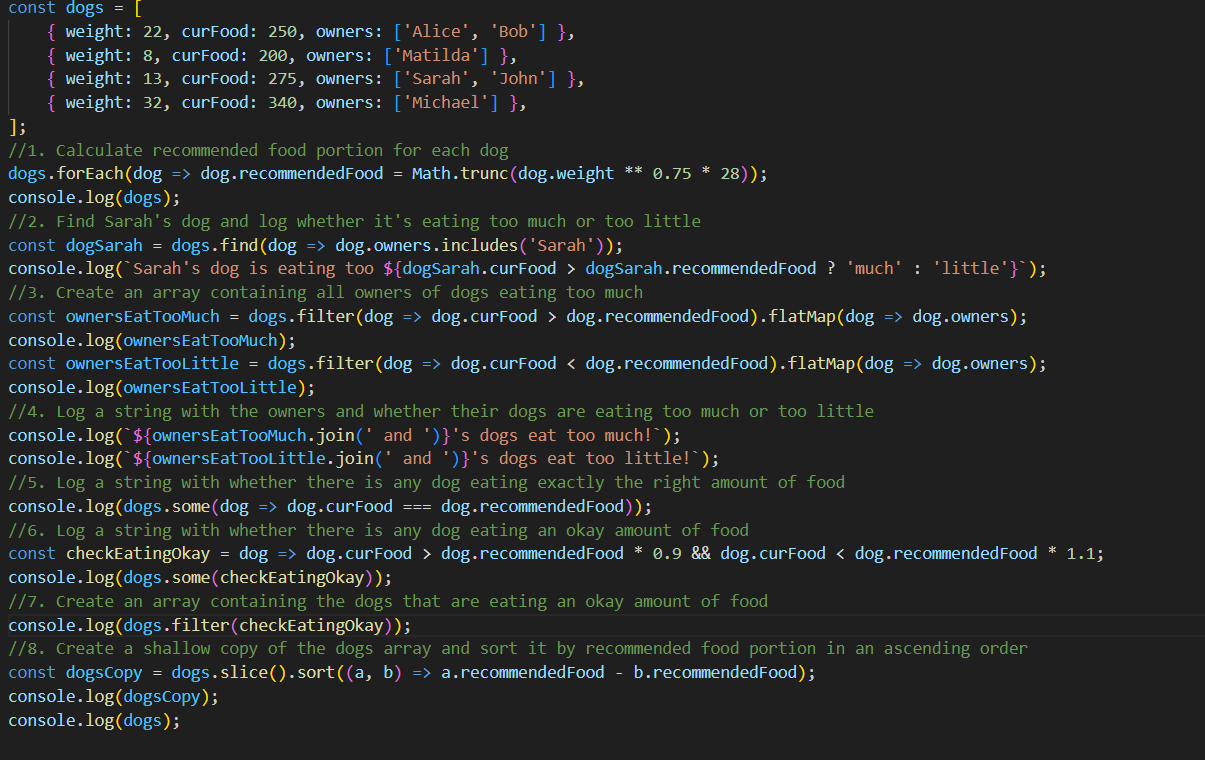 const dogs = [
    { weight: 22, curFood: 250, owners: ['Alice', 'Bob'] },
    { weight: 8, curFood: 200, owners: ['Matilda'] },
    { weight: 13, curFood: 275, owners: ['Sarah', 'John'] },
    { weight: 32, curFood: 340, owners: ['Michael'] },
];
//1. Calculate recommended food portion for each dog
dogs.forEach(dog => dog.recommendedFood = Math.trunc(dog.weight ** 0.75 * 28));
console.log(dogs);
//2. Find Sarah's dog and log whether it's eating too much or too little
const dogSarah = dogs.find(dog => dog.owners.includes('Sarah'));
console.log(`Sarah's dog is eating too ${dogSarah.curFood > dogSarah.recommendedFood ? 'much' : 'little'}`);
//3. Create an array containing all owners of dogs eating too much
const ownersEatTooMuch = dogs.filter(dog => dog.curFood > dog.recommendedFood).flatMap(dog => dog.owners);
console.log(ownersEatTooMuch);
const ownersEatTooLittle = dogs.filter(dog => dog.curFood < dog.recommendedFood).flatMap(dog => dog.owners);
console.log(ownersEatTooLittle);
//4. Log a string with the owners and whether their dogs are eating too much or too little
console.log(`${ownersEatTooMuch.join(' and ')}'s dogs eat too much!`);
console.log(`${ownersEatTooLittle.join(' and ')}'s dogs eat too little!`);
//5. Log a string with whether there is any dog eating exactly the right amount of food
console.log(dogs.some(dog => dog.curFood === dog.recommendedFood));
//6. Log a string with whether there is any dog eating an okay amount of food
const checkEatingOkay = dog => dog.curFood > dog.recommendedFood * 0.9 && dog.curFood < dog.recommendedFood * 1.1;
console.log(dogs.some(checkEatingOkay));
//7. Create an array containing the dogs that are eating an okay amount of food
console.log(dogs.filter(checkEatingOkay));
//8. Create a shallow copy of the dogs array and sort it by recommended food portion in an ascending order
const dogsCopy = dogs.slice().sort((a, b) => a.recommendedFood - b.recommendedFood);
console.log(dogsCopy);
console.log(dogs);